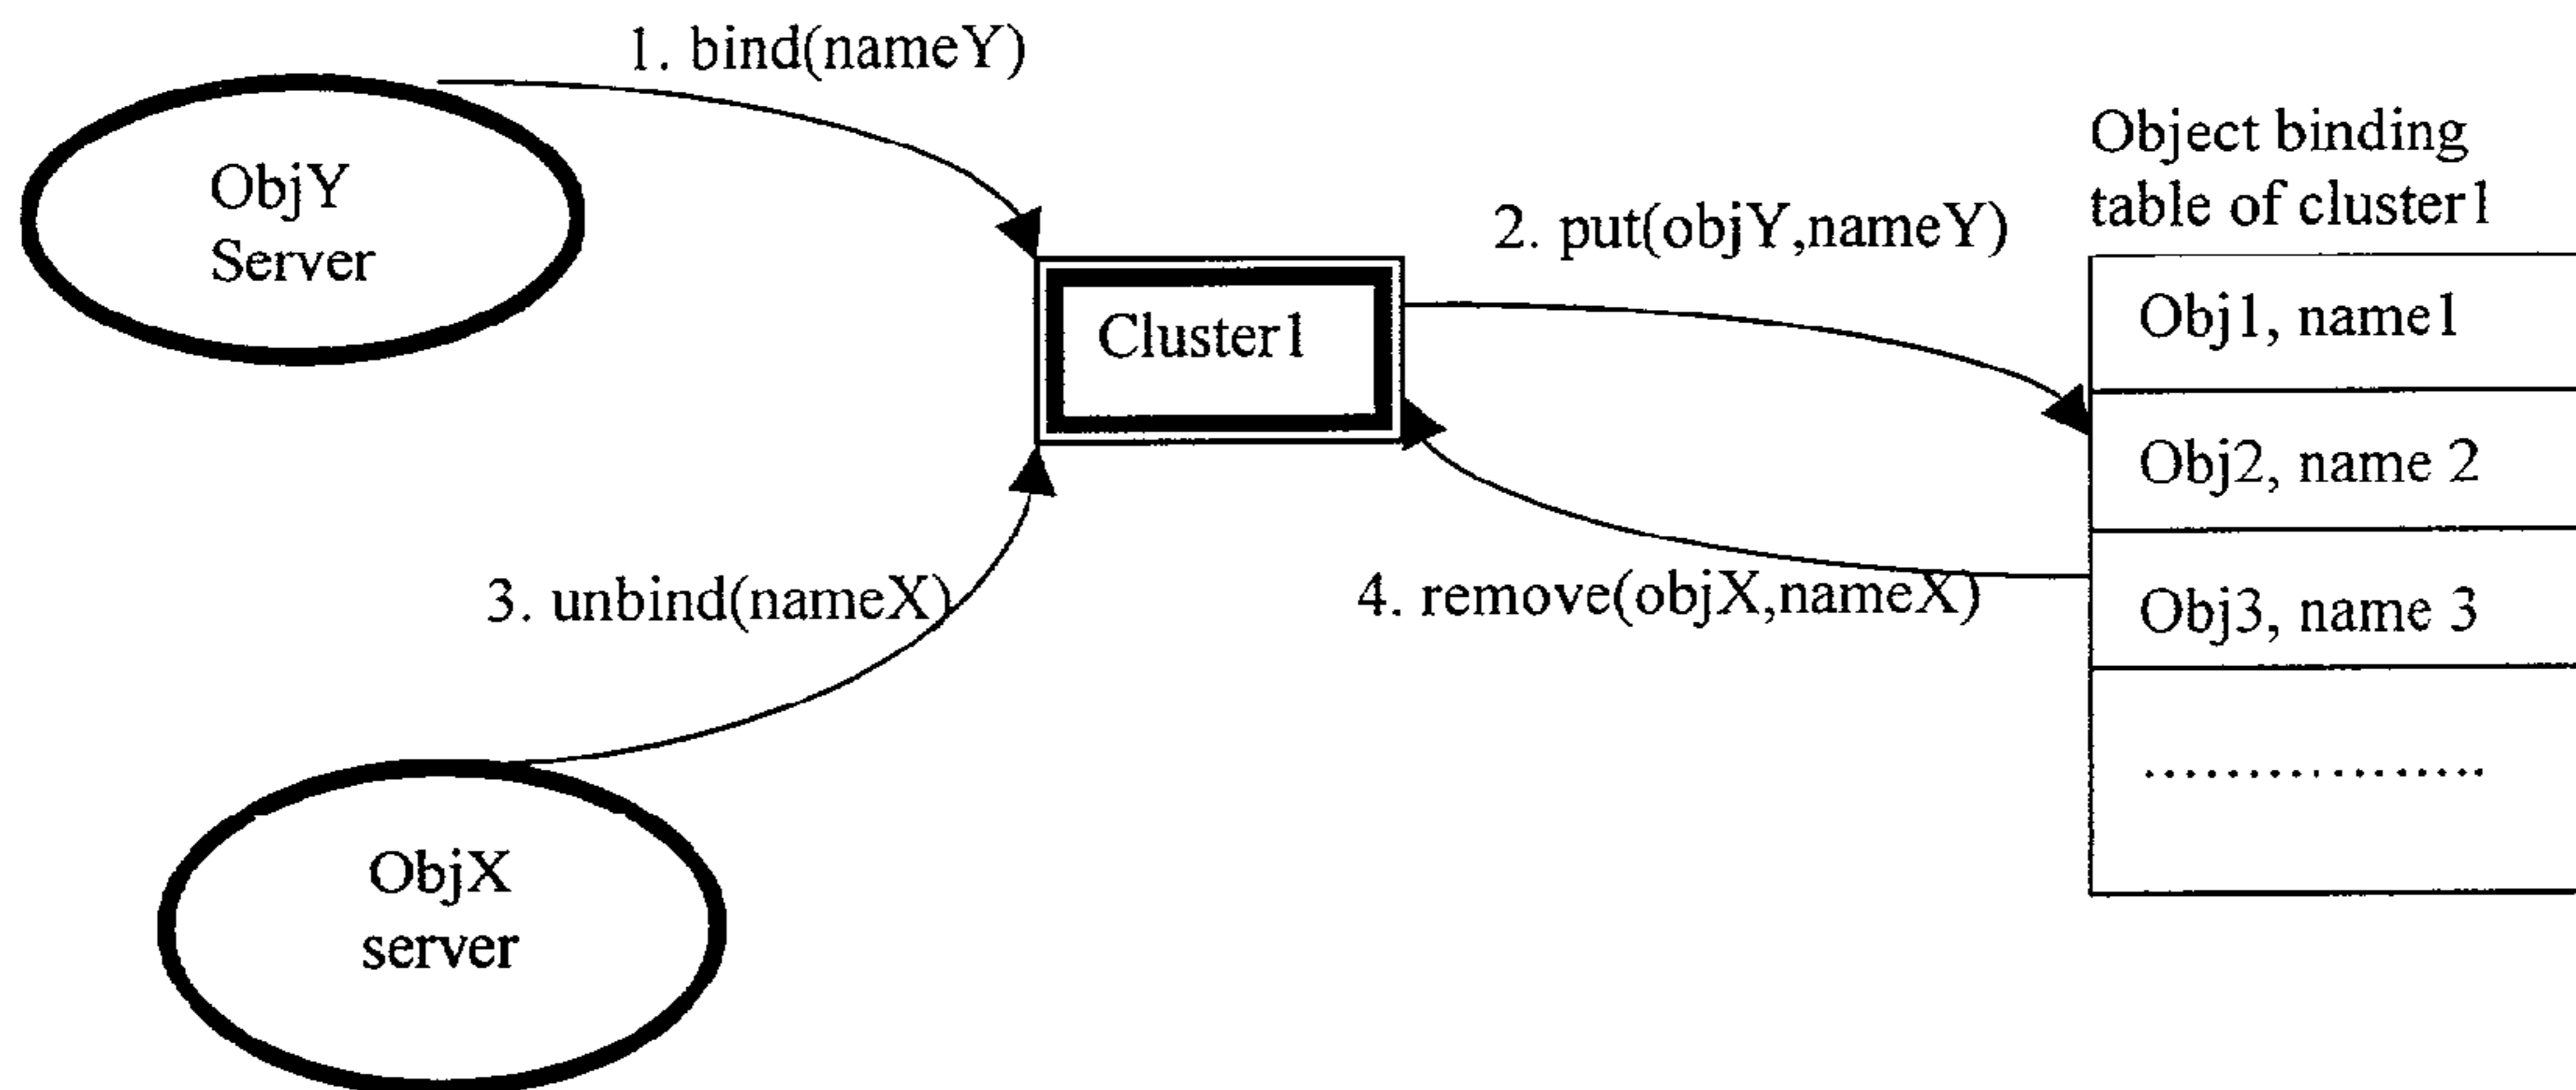 1. bind(nameY)
ObjY
Server
Object binding
table of cluster1
2. put(objY,nameY)
Cluster1
Obj1, name1
Obj2, name 2
3. unbind(nameX)
4. remove(objX,nameX)
Obj3, name 3
.................
ObjX
server